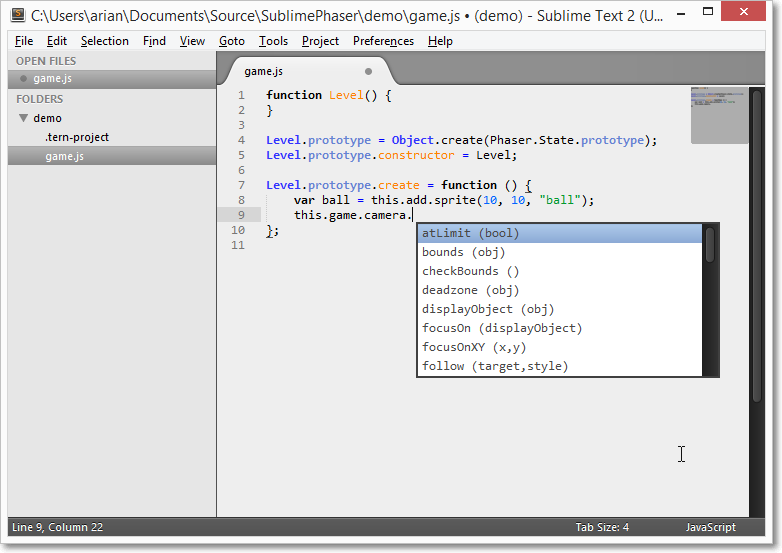 C:\Users\arian\Documents\Source\SublimePhaser\demo\game.js • (demo) - Sublime Text 2 (U...
File Edit Selection Find View Goto Tools Project Preferences Help
OPEN FILES
game.js
FOLDERS
demo
.tern-project
game.js
game.js
1 function Level() {
2 }
3
4 Level.prototype = Object.create(Phaser.State.prototype);
5 Level.prototype.constructor = Level;
6
7 Level.prototype.create = function () {
8     var ball = this.add.sprite(10, 10, "ball");
9     this.game.camera.
10 };
11
atLimit (bool)
bounds (obj)
checkBounds ()
deadzone (obj)
displayObject (obj)
focusOn (displayObject)
focusOnXY (x,y)
follow (target,style)
Line 9, Column 22 Tab Size: 4 JavaScript